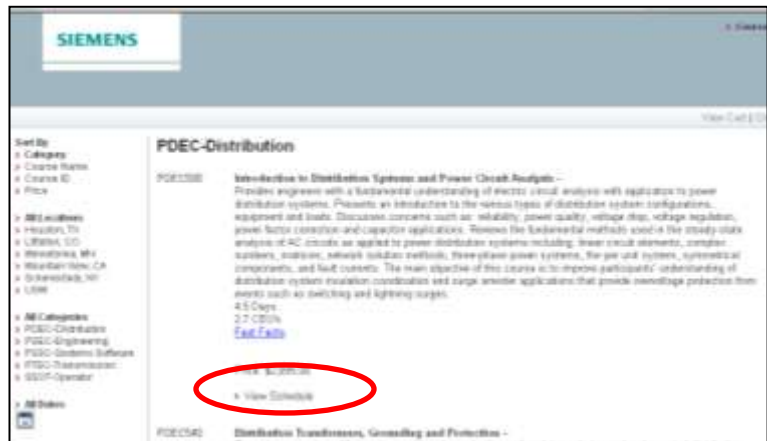 SIEMENS
View Cart |
Sort By
Category
Course Name
Course ID
Price
All Locations
Houston, TX
Littleton, CO
Minnetonka, MN
Mountain View, CA
Schenectady, NY
All Categories
PDEC-Distribution
PDEC-Engineering
PSEC-Systems Software
PTEC-Transmission
SSOT-Operator
All Dates
PDEC-Distribution
Introduction to Distribution Systems and Power Circuit Analysis -
Provides engineers with a fundamental understanding of electric circuit analysis with application to power
distribution systems. Presents an introduction to the various types of distribution system configurations,
equipment and loads. Discusses concerns such as: reliability, power quality, voltage drop, voltage regulation,
power factor correction and capacitor applications. Reviews the fundamental methods used in the steady-state
analysis of AC circuits as applied to power distribution systems including, linear circuit elements, complex
numbers, matrices, network solution methods, three-phase power systems, the per unit system, symmetrical
components, and fault currents. The main objective of this course is to improve participants' understanding of
distribution system insulation coordination and surge arrester applications that provide overvoltage protection from
events such as switching and lightning surges.
4.5 Days
2.7 CEUs
Fast Facts
View Schedule
PDEC540
Distribution Transformers, Grounding and Protection -